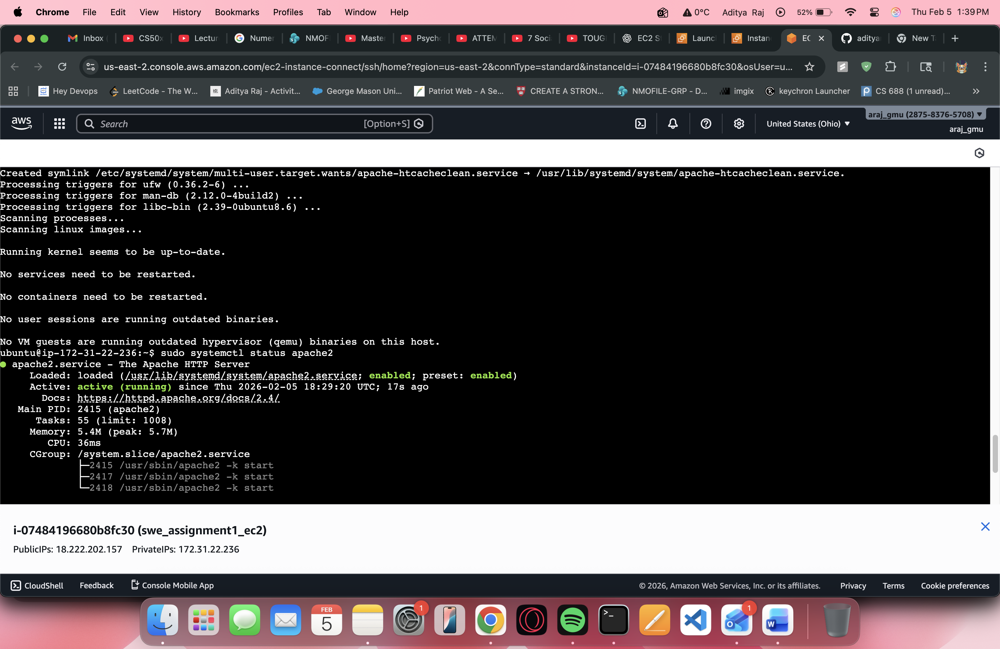 Chrome File Edit View History Bookmarks Profiles Tab Window Help 0°C Aditya Raj 52% Thu Feb 5 1:39 PM
Inbox CS50x Lectur Numer NMOF Master Psych ATTEM 7 Soci TOUG EC2 S Launc Instan EC aditya New T
us-east-2.console.aws.amazon.com/ec2-instance-connect/ssh/home?region=us-east-2&connType=standard&instanceId=i-07484196680b8fc30&osUser=u...
Hey Devops LeetCode - The W... KR Aditya Raj - Activit... George Mason Uni... Patriot Web - A Se... CREATE A STRON... NMOFILE-GRP - D... imgix keychron Launcher CS 688 (1 unread)...
aws Search [Option+S] United States (Ohio) araj_gmu (2875-8376-5708)
araj_gmu
Created symlink /etc/systemd/system/multi-user.target.wants/apache-htcacheclean.service → /usr/lib/systemd/system/apache-htcacheclean.service.
Processing triggers for ufw (0.36.2-6) ...
Processing triggers for man-db (2.12.0-4build2) ...
Processing triggers for libc-bin (2.39-0ubuntu8.6) ...
Scanning processes...
Scanning linux images...
Running kernel seems to be up-to-date.
No services need to be restarted.
No containers need to be restarted.
No user sessions are running outdated binaries.
No VM guests are running outdated hypervisor (qemu) binaries on this host.
ubuntu@ip-172-31-22-236:~$ sudo systemctl status apache2
● apache2.service - The Apache HTTP Server
Loaded: loaded (/usr/lib/systemd/system/apache2.service; enabled; preset: enabled)
Active: active (running) since Thu 2026-02-05 18:29:20 UTC; 17s ago
Docs: https://httpd.apache.org/docs/2.4/
Main PID: 2415 (apache2)
Tasks: 55 (limit: 1008)
Memory: 5.4M (peak: 5.7M)
CPU: 36ms
CGroup: /system.slice/apache2.service
├─2415 /usr/sbin/apache2 -k start
├─2417 /usr/sbin/apache2 -k start
└─2418 /usr/sbin/apache2 -k start
i-07484196680b8fc30 (swe_assignment1_ec2)
PublicIPs: 18.222.202.157 PrivateIPs: 172.31.22.236
CloudShell Feedback Console Mobile App © 2026, Amazon Web Services, Inc. or its affiliates. Privacy Terms Cookie preferences
FEB 1 1
5 >_ O W